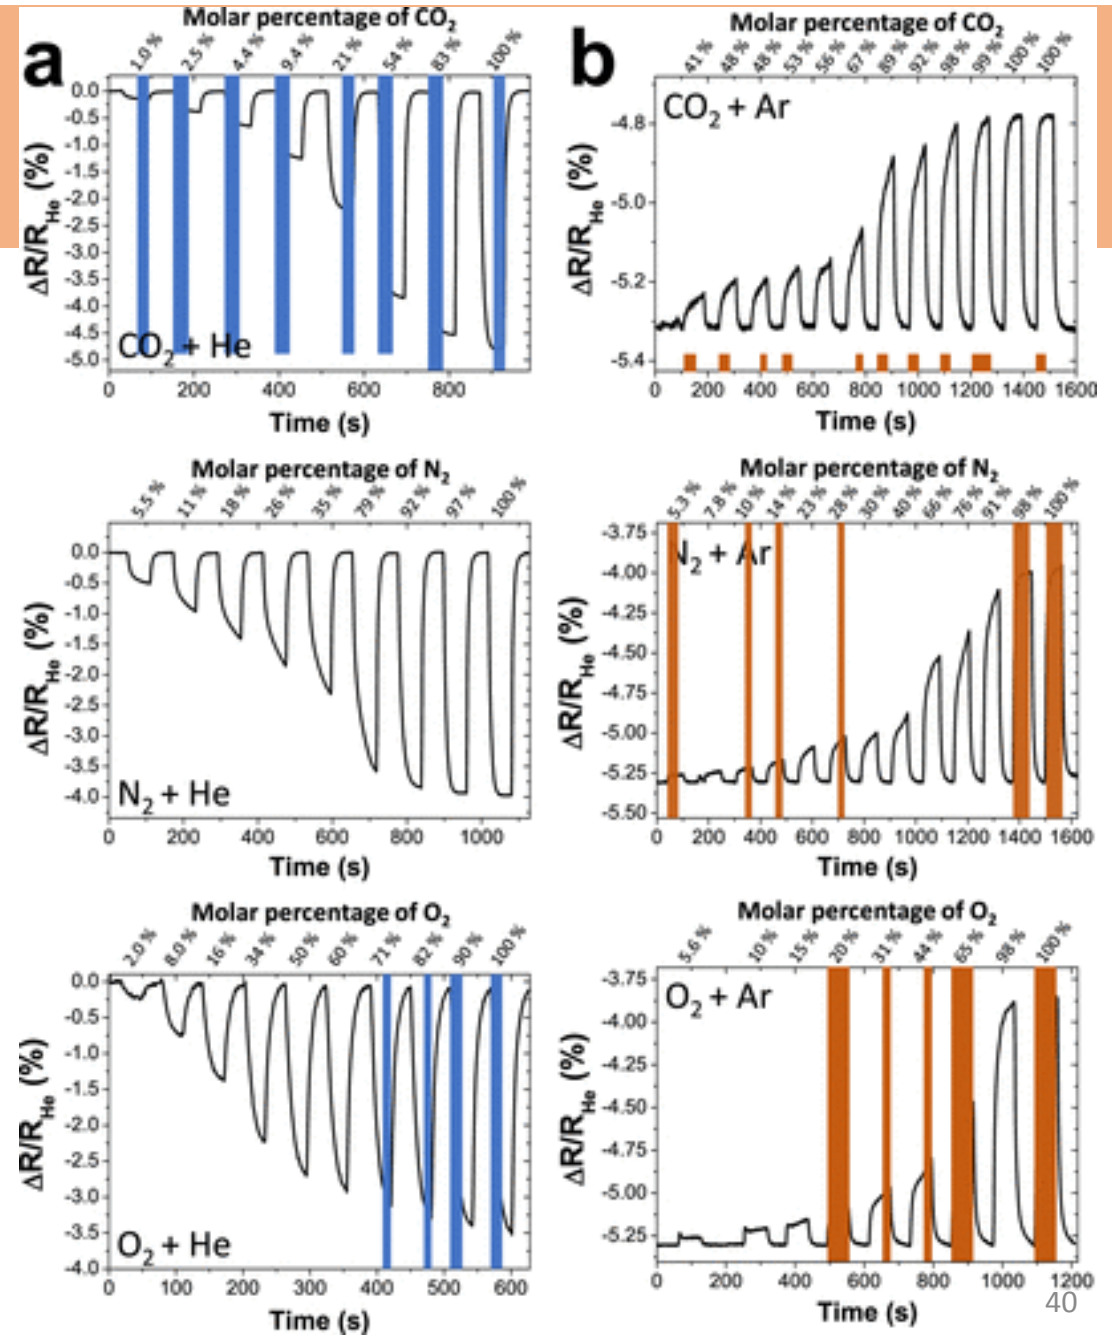 a
Molar percentage of CO₂
1.0 % 2.5 % 4.4 % 9.4 % 21 % 54 % 83 % 100 %
0.0
-0.5
-1.0
-1.5
-2.0
-2.5
-3.0
-3.5
-4.0
-4.5
-5.0
ΔR/R_He (%)
CO₂ + He
0 200 400 600 800
Time (s)
b
Molar percentage of CO₂
41 % 48 % 48 % 53 % 56 % 67 % 89 % 92 % 98 % 99 % 100 % 100 %
CO₂ + Ar
-4.8
-5.0
-5.2
-5.4
ΔR/R_He (%)
0 200 400 600 800 1000 1200 1400 1600
Time (s)
Molar percentage of N₂
5.5 % 11 % 18 % 26 % 35 % 79 % 92 % 97 % 100 %
0.0
-0.5
-1.0
-1.5
-2.0
-2.5
-3.0
-3.5
-4.0
ΔR/R_He (%)
N₂ + He
0 200 400 600 800 1000
Time (s)
Molar percentage of N₂
5.3 % 7.8 % 10 % 14 % 23 % 28 % 30 % 40 % 66 % 76 % 91 % 98 % 100 %
N₂ + Ar
-3.75
-4.00
-4.25
-4.50
-4.75
-5.00
-5.25
-5.50
ΔR/R_He (%)
0 200 400 600 800 1000 1200 1400 1600
Time (s)
Molar percentage of O₂
2.0 % 8.0 % 16 % 34 % 50 % 60 % 71 % 82 % 90 % 100 %
0.0
-0.5
-1.0
-1.5
-2.0
-2.5
-3.0
-3.5
-4.0
ΔR/R_He (%)
O₂ + He
0 100 200 300 400 500 600
Time (s)
Molar percentage of O₂
5.6 % 10 % 15 % 20 % 31 % 44 % 65 % 98 % 100 %
O₂ + Ar
-3.75
-4.00
-4.25
-4.50
-4.75
-5.00
-5.25
ΔR/R_He (%)
0 200 400 600 800 1000 1200
Time (s)
40